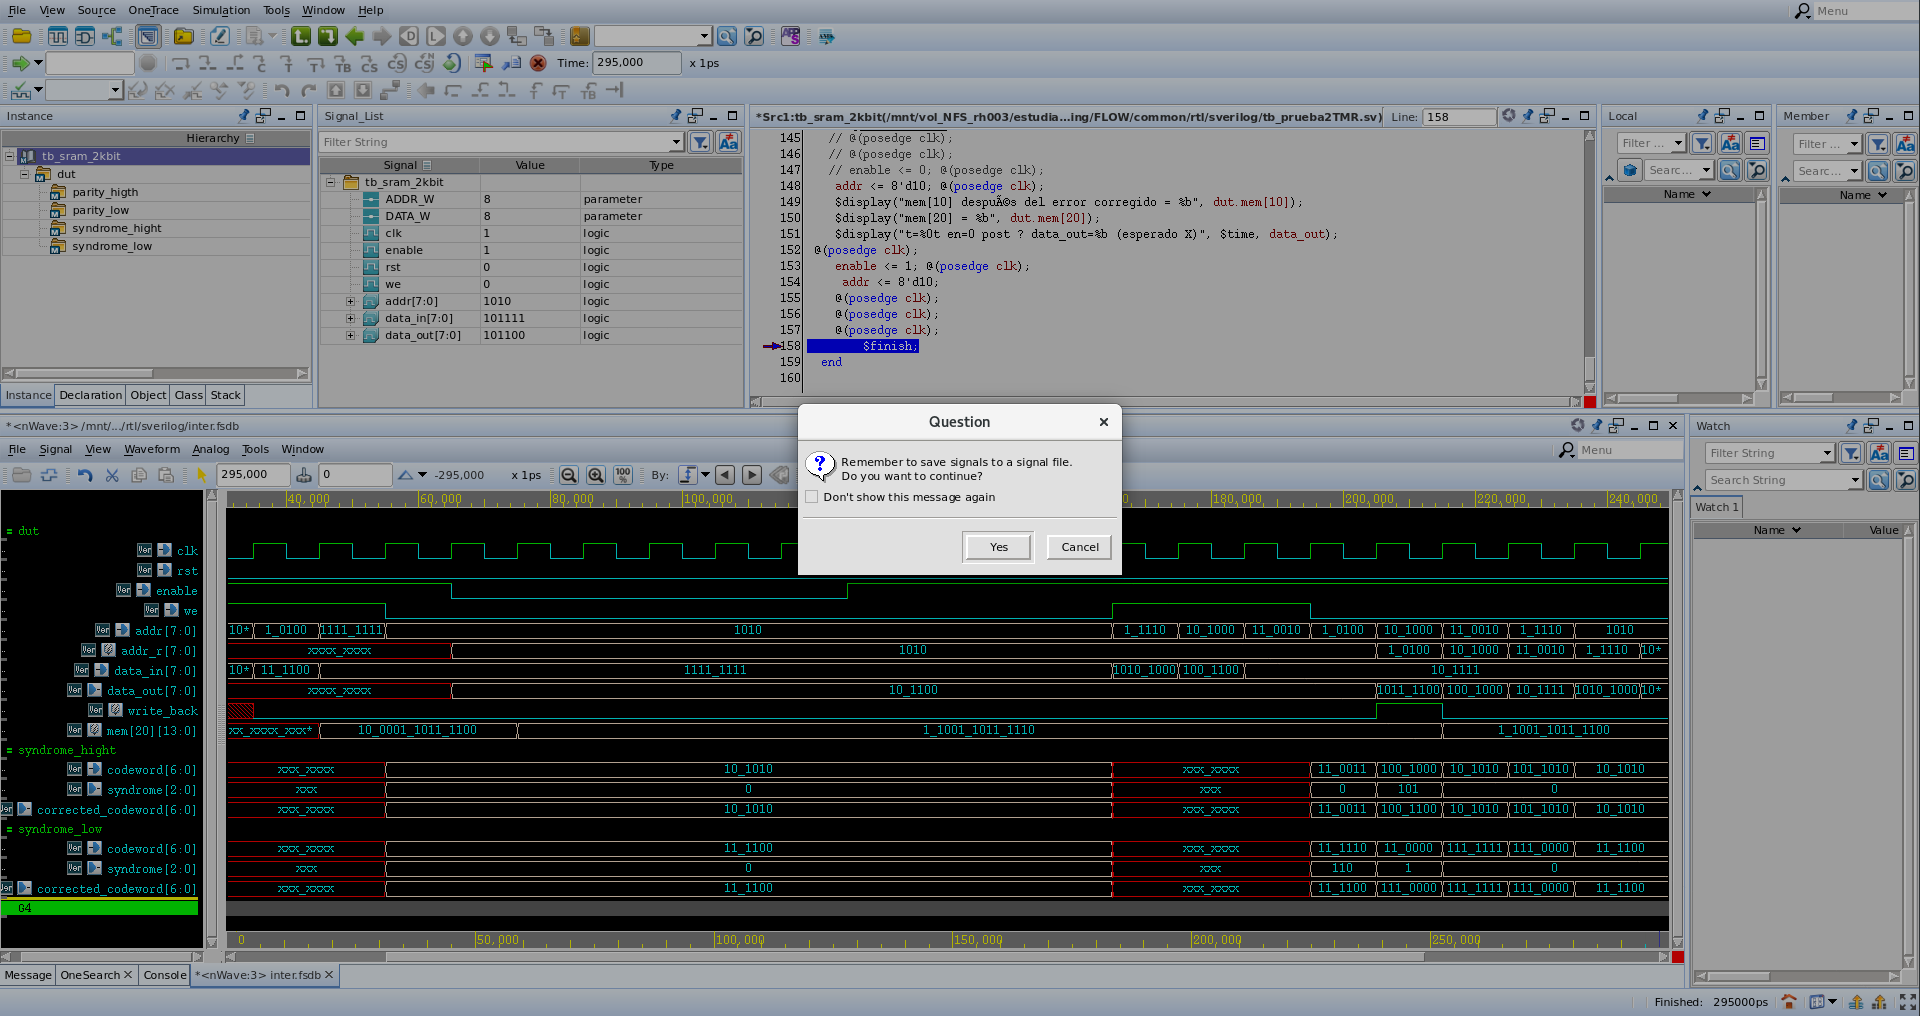 File View Source OneTrace Simulation Tools Window Help
Menu
Time: 295,000 x 1ps
Instance
Hierarchy
tb_sram_2kbit
dut
parity_higth
parity_low
syndrome_hight
syndrome_low
Instance Declaration Object Class Stack
Signal_List
Filter String
Signal Value Type
tb_sram_2kbit
ADDR_W 8 parameter
DATA_W 8 parameter
clk 1 logic
enable 1 logic
rst 0 logic
we 0 logic
addr[7:0] 1010 logic
data_in[7:0] 101111 logic
data_out[7:0] 101100 logic
*Src1:tb_sram_2kbit(/mnt/vol_NFS_rh003/estudia...ing/FLOW/common/rtl/sverilog/tb_prueba2TMR.sv) Line: 158
145 // @(posedge clk);
146 // @(posedge clk);
147 // enable <= 0; @(posedge clk);
148 addr <= 8'd10; @(posedge clk);
149 $display("mem[10] despuÃ©s del error corregido = %b", dut.mem[10]);
150 $display("mem[20] = %b", dut.mem[20]);
151 $display("t=%0t en=0 post ? data_out=%b (esperado X)", $time, data_out);
152 @(posedge clk);
153 enable <= 1; @(posedge clk);
154 addr <= 8'd10;
155 @(posedge clk);
156 @(posedge clk);
157 @(posedge clk);
158 $finish;
159 end
160
Local
Filter ...
Searc...
Name
Member
Filter ...
Searc...
Name
Question
Remember to save signals to a signal file.
Do you want to continue?
Don't show this message again
Yes Cancel
*<nWave:3> /mnt/.../rtl/sverilog/inter.fsdb
File Signal View Waveform Analog Tools Window
Menu
295,000 0 -295,000 x 1ps 100 % By:
40,000 60,000 80,000 100,000 180,000 200,000 220,000 240,000
= dut
clk
rst
enable
we
addr[7:0] 10* 1_0100 1111_1111 1010 1_1110 10_1000 11_0010 1_0100 10_1000 11_0010 1_1110 1010
addr_r[7:0] xxxx_xxxx 1010 1_0100 10_1000 11_0010 1_1110 10*
data_in[7:0] 10* 11_1100 1111_1111 1010_1000 100_1100 10_1111
data_out[7:0] xxxx_xxxx 10_1100 1011_1100 100_1000 10_1111 1010_1000 10*
write_back
mem[20][13:0] xx_xxxx_xxx* 10_0001_1011_1100 1_1001_1011_1110 1_1001_1011_1100
= syndrome_hight
codeword[6:0] xxx_xxxx 10_1010 xxx_xxxx 11_0011 100_1000 10_1010 101_1010 10_1010
syndrome[2:0] xxx 0 xxx 0 101 0
corrected_codeword[6:0] xxx_xxxx 10_1010 xxx_xxxx 11_0011 100_1100 10_1010 101_1010 10_1010
= syndrome_low
codeword[6:0] xxx_xxxx 11_1100 xxx_xxxx 11_1110 11_0000 111_1111 111_0000 11_1100
syndrome[2:0] xxx 0 xxx 110 1 0
corrected_codeword[6:0] xxx_xxxx 11_1100 xxx_xxxx 11_1100 111_0000 111_1111 111_0000 11_1100
G4
0 50,000 100,000 150,000 200,000 250,000
Watch
Filter String
Search String
Watch 1
Name Value
Message OneSearch Console *<nWave:3> inter.fsdb
Finished: 295000ps